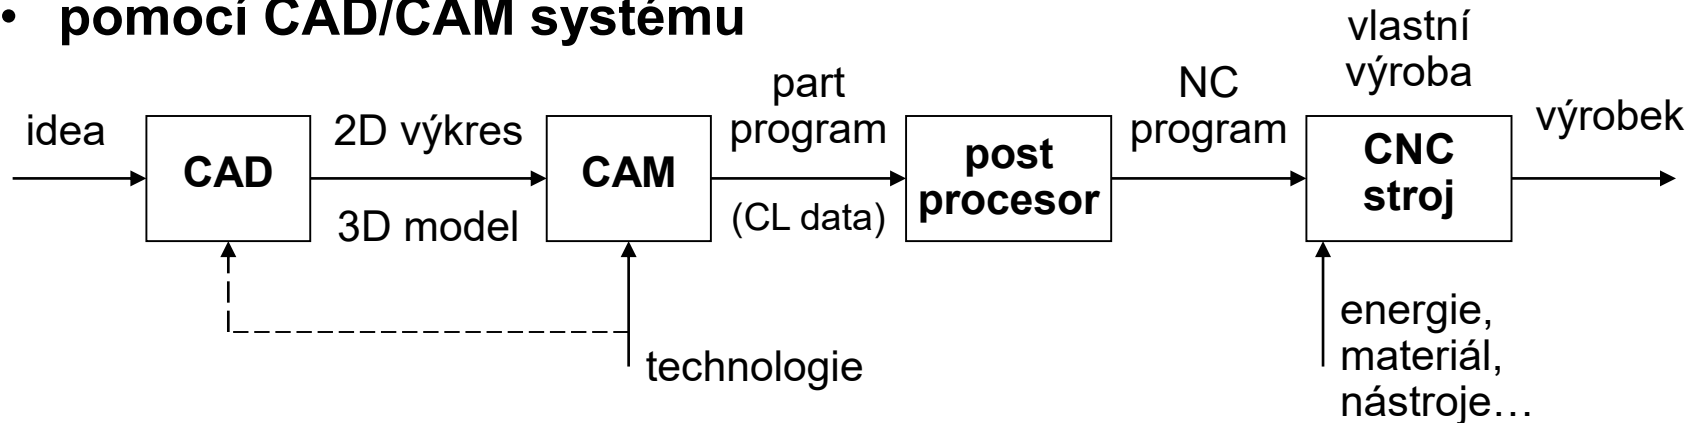 • pomocí CAD/CAM systému
idea
CAD
2D výkres
3D model
CAM
part
program
(CL data)
post
procesor
NC
program
vlastní
výroba
CNC
stroj
výrobek
technologie
energie,
materiál,
nástroje…